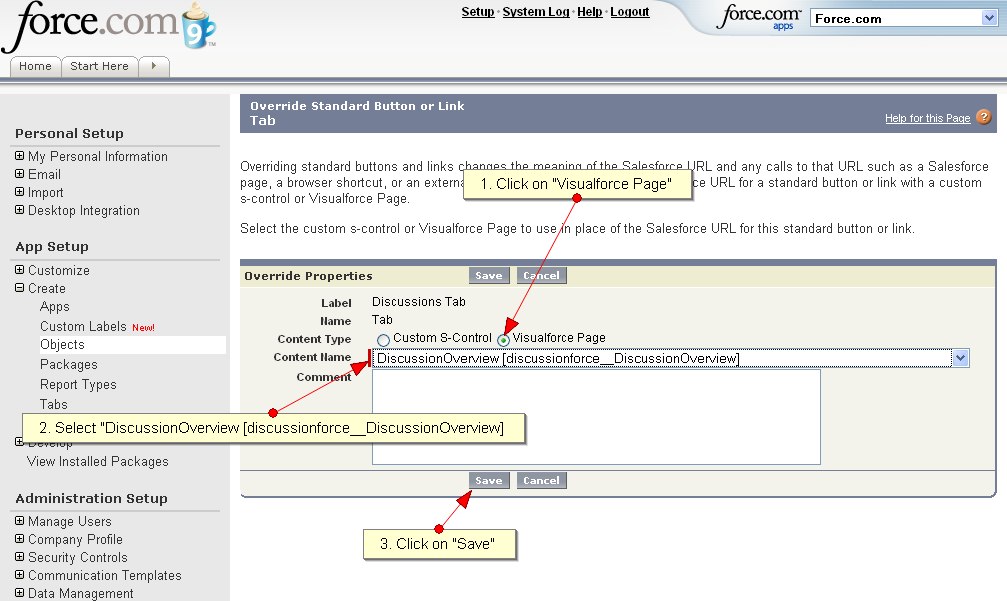 force.com
9 ™
Setup · System Log · Help · Logout
force.com
apps
Force.com
Home
Start Here
Override Standard Button or Link
Tab
Help for this Page ?
Personal Setup
My Personal Information
Email
Import
Desktop Integration
App Setup
Customize
Create
Apps
Custom Labels New!
Objects
Packages
Report Types
Tabs
Develop
View Installed Packages
Administration Setup
Manage Users
Company Profile
Security Controls
Communication Templates
Data Management
Overriding standard buttons and links changes the meaning of the Salesforce URL and any calls to that URL such as a Salesforce
page, a browser shortcut, or an URL for a standard button or link with a custom
s-control or Visualforce Page.
1. Click on "Visualforce Page"
Select the custom s-control or Visualforce Page to use in place of the Salesforce URL for this standard button or link.
Override Properties
Save
Cancel
Label Discussions Tab
Name Tab
Content Type Custom S-Control Visualforce Page
Content Name DiscussionOverview [discussionforce__DiscussionOverview]
Comment
2. Select "DiscussionOverview [discussionforce__DiscussionOverview]
Save
Cancel
3. Click on "Save"